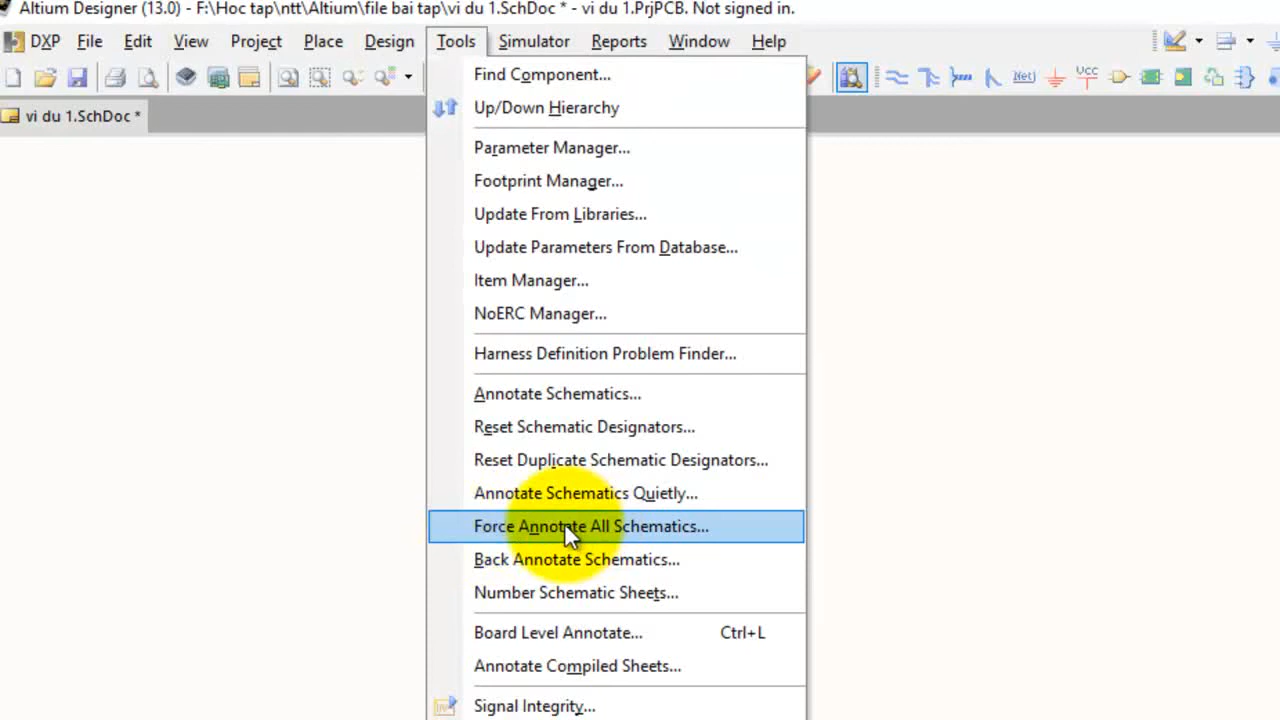 Altium Designer (13.0) - F:\Hoc tap\ntt\Altium\file bai tap\vi du 1.SchDoc * - vi du 1.PrjPCB. Not signed in.
DXP File Edit View Project Place Design Tools Simulator Reports Window Help
Net) Vcc
vi du 1.SchDoc *
Find Component...
Up/Down Hierarchy
Parameter Manager...
Footprint Manager...
Update From Libraries...
Update Parameters From Database...
Item Manager...
NoERC Manager...
Harness Definition Problem Finder...
Annotate Schematics...
Reset Schematic Designators...
Reset Duplicate Schematic Designators...
Annotate Schematics Quietly...
Force Annotate All Schematics...
Back Annotate Schematics...
Number Schematic Sheets...
Board Level Annotate... Ctrl+L
Annotate Compiled Sheets...
Signal Integrity...